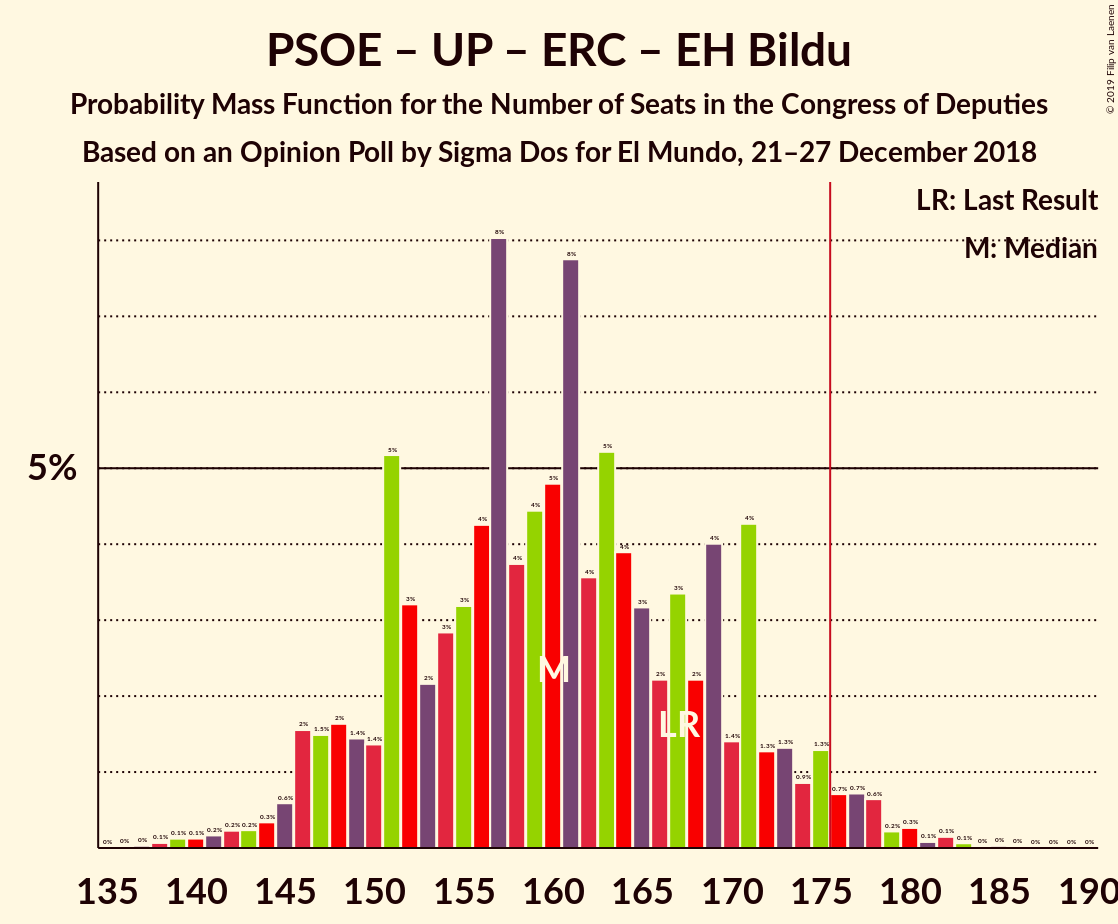 PSOE – UP – ERC – EH Bildu
Probability Mass Function for the Number of Seats in the Congress of Deputies
Based on an Opinion Poll by Sigma Dos for El Mundo, 21–27 December 2018
© 2019 Filip van Laenen
LR: Last Result
M: Median
5%
0% 0% 0% 0.1% 0.1% 0.1% 0.2% 0.2% 0.2% 0.3% 0.6% 2% 1.5% 2% 1.4% 1.4% 5% 3% 2% 3% 3% 4% 8% 4% 4% 5% 8% 4% 5% 4% 3% 2% 3% 2% 4% 1.4% 4% 1.3% 1.3% 0.9% 1.3% 0.7% 0.7% 0.6% 0.2% 0.3% 0.1% 0.1% 0.1% 0% 0% 0% 0% 0% 0% 0%
M
LR
135 140 145 150 155 160 165 170 175 180 185 190